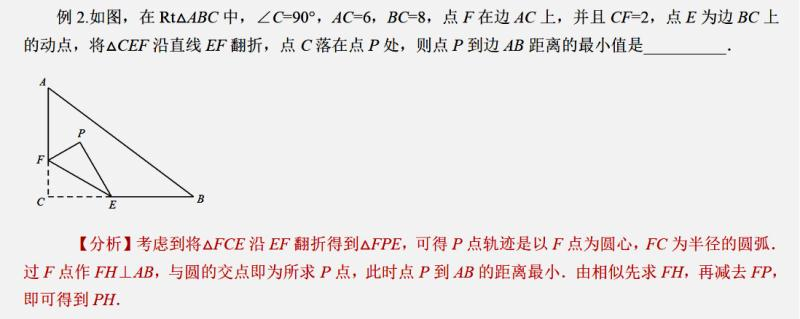 例 2.如图，在 Rt△ABC 中，∠C=90°，AC=6，BC=8，点 F 在边 AC 上，并且 CF=2，点 E 为边 BC 上
的动点，将△CEF 沿直线 EF 翻折，点 C 落在点 P 处，则点 P 到边 AB 距离的最小值是__________．
A
P
F
C
E
B
【分析】考虑到将△FCE 沿 EF 翻折得到△FPE，可得 P 点轨迹是以 F 点为圆心，FC 为半径的圆弧．
过 F 点作 FH⊥AB，与圆的交点即为所求 P 点，此时点 P 到 AB 的距离最小．由相似先求 FH，再减去 FP，
即可得到 PH．